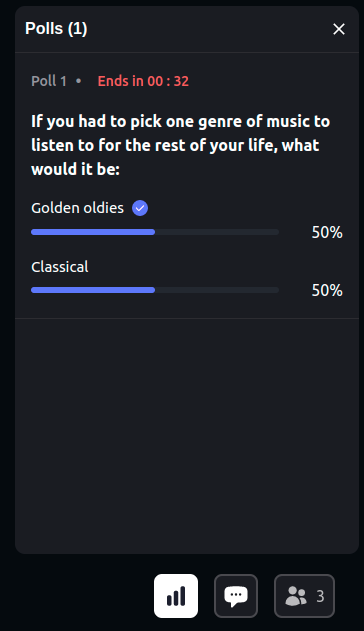 Polls (1)
Poll 1 • Ends in 00 : 32
If you had to pick one genre of music to
listen to for the rest of your life, what
would it be:
Golden oldies
50%
Classical
50%
3